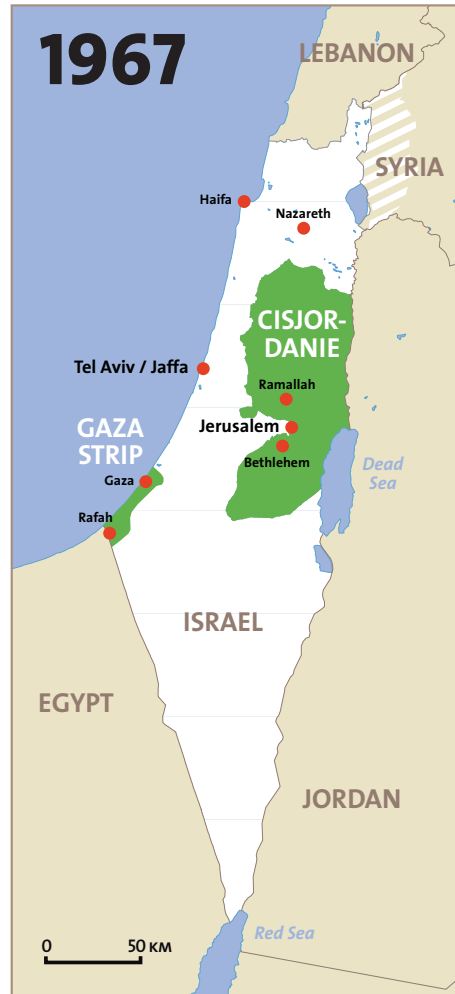 1967
LEBANON
SYRIA
Haifa
Nazareth
CISJOR-
DANIE
Tel Aviv / Jaffa
Ramallah
GAZA
STRIP
Jerusalem
Bethlehem
Gaza
Dead
Sea
Rafah
ISRAEL
EGYPT
JORDAN
Red Sea
0 50 KM